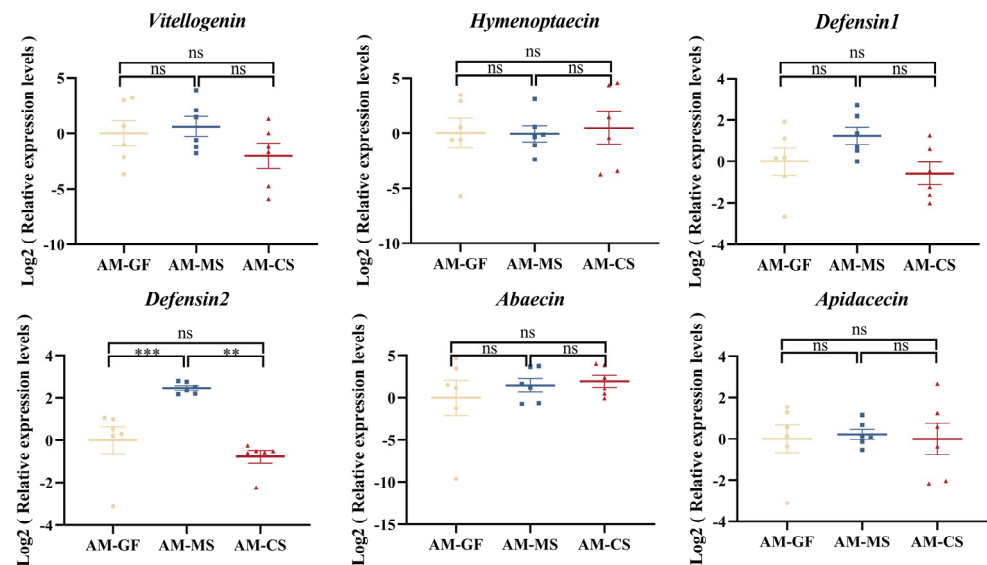 Vitellogenin
Log2 ( Relative expression levels )
5
0
-5
-10
ns
ns
ns
AM-GF
AM-MS
AM-CS
Hymenoptaecin
Log2 ( Relative expression levels )
5
0
-5
-10
ns
ns
ns
AM-GF
AM-MS
AM-CS
Defensin1
Log2 ( Relative expression levels )
4
2
0
-2
-4
ns
ns
ns
AM-GF
AM-MS
AM-CS
Defensin2
Log2 ( Relative expression levels )
4
2
0
-2
-4
ns
***
**
AM-GF
AM-MS
AM-CS
Abaecin
Log2 ( Relative expression levels )
5
0
-5
-10
-15
ns
ns
ns
AM-GF
AM-MS
AM-CS
Apidacecin
Log2 ( Relative expression levels )
4
2
0
-2
-4
ns
ns
ns
AM-GF
AM-MS
AM-CS